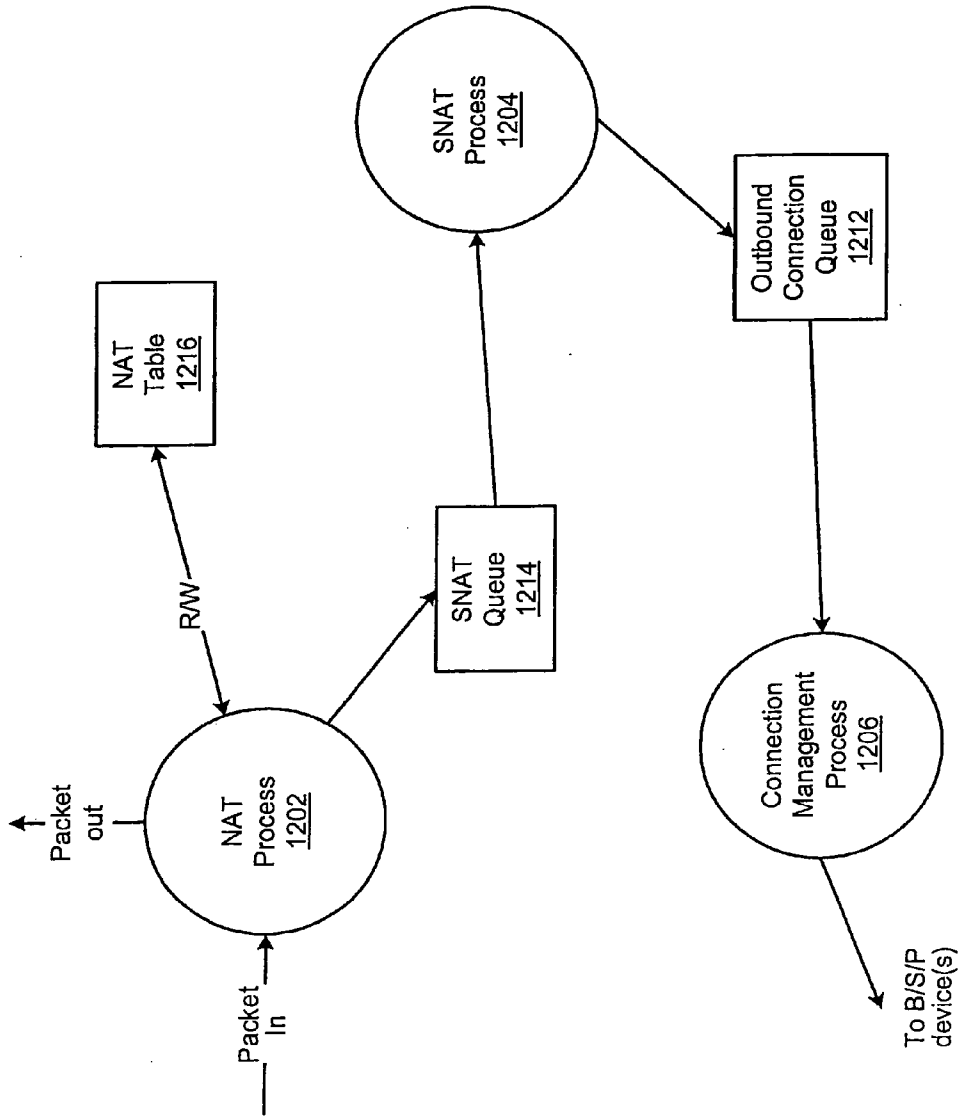 Packet
out
Packet
In
NAT
Process
1202
R/W
NAT
Table
1216
SNAT
Queue
1214
SNAT
Process
1204
Outbound
Connection
Queue
1212
Connection
Management
Process
1206
To B/S/P
device(s)